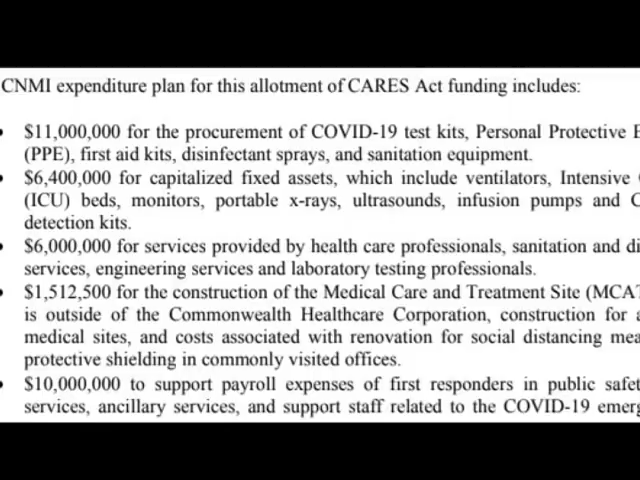 CNMI expenditure plan for this allotment of CARES Act funding includes:
• $11,000,000 for the procurement of COVID-19 test kits, Personal Protective E
(PPE), first aid kits, disinfectant sprays, and sanitation equipment.
• $6,400,000 for capitalized fixed assets, which include ventilators, Intensive
(ICU) beds, monitors, portable x-rays, ultrasounds, infusion pumps and C
detection kits.
• $6,000,000 for services provided by health care professionals, sanitation and di
services, engineering services and laboratory testing professionals.
• $1,512,500 for the construction of the Medical Care and Treatment Site (MCAT
is outside of the Commonwealth Healthcare Corporation, construction for a
medical sites, and costs associated with renovation for social distancing mea
protective shielding in commonly visited offices.
• $10,000,000 to support payroll expenses of first responders in public safet
services, ancillary services, and support staff related to the COVID-19 emerg